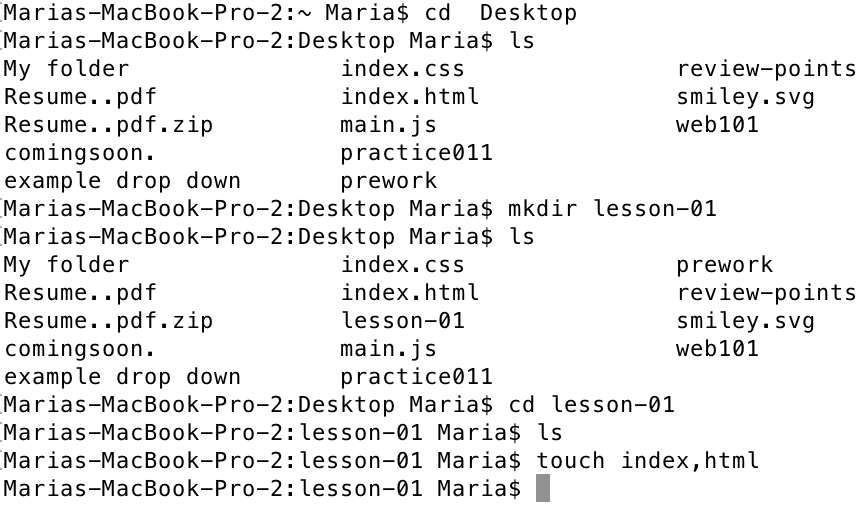 [Marias-MacBook-Pro-2:~ Maria$ cd  Desktop
[Marias-MacBook-Pro-2:Desktop Maria$ ls
My folder               index.css               review-points
Resume..pdf             index.html              smiley.svg
Resume..pdf.zip         main.js                 web101
comingsoon.             practice011
example drop down       prework
[Marias-MacBook-Pro-2:Desktop Maria$ mkdir lesson-01
[Marias-MacBook-Pro-2:Desktop Maria$ ls
My folder               index.css               prework
Resume..pdf             index.html              review-points
Resume..pdf.zip         lesson-01               smiley.svg
comingsoon.             main.js                 web101
example drop down       practice011
[Marias-MacBook-Pro-2:Desktop Maria$ cd lesson-01
[Marias-MacBook-Pro-2:lesson-01 Maria$ ls
[Marias-MacBook-Pro-2:lesson-01 Maria$ touch index,html
Marias-MacBook-Pro-2:lesson-01 Maria$